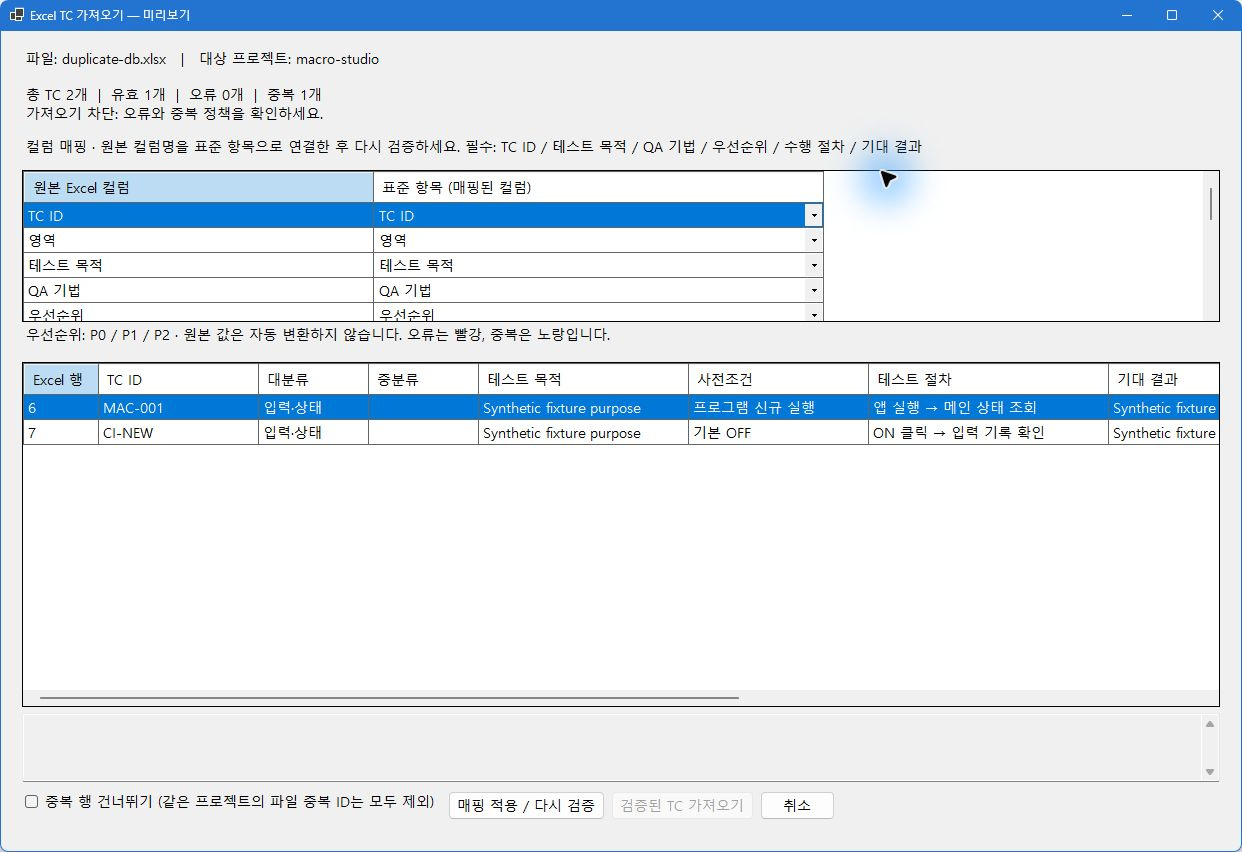 Excel TC 가져오기 — 미리보기
파일: duplicate-db.xlsx | 대상 프로젝트: macro-studio
총 TC 2개 | 유효 1개 | 오류 0개 | 중복 1개
가져오기 차단: 오류와 중복 정책을 확인하세요.
컬럼 매핑 · 원본 컬럼명을 표준 항목으로 연결한 후 다시 검증하세요. 필수: TC ID / 테스트 목적 / QA 기법 / 우선순위 / 수행 절차 / 기대 결과
원본 Excel 컬럼 표준 항목 (매핑된 컬럼)
TC ID TC ID
영역 영역
테스트 목적 테스트 목적
QA 기법 QA 기법
우선순위 우선순위
우선순위: P0 / P1 / P2 · 원본 값은 자동 변환하지 않습니다. 오류는 빨강, 중복은 노랑입니다.
Excel 행 TC ID 대분류 중분류 테스트 목적 사전조건 테스트 절차 기대 결과
6 MAC-001 입력·상태 Synthetic fixture purpose 프로그램 신규 실행 앱 실행 → 메인 상태 조회 Synthetic fixture
7 CI-NEW 입력·상태 Synthetic fixture purpose 기본 OFF ON 클릭 → 입력 기록 확인 Synthetic fixture
중복 행 건너뛰기 (같은 프로젝트의 파일 중복 ID는 모두 제외) 매핑 적용 / 다시 검증 검증된 TC 가져오기 취소